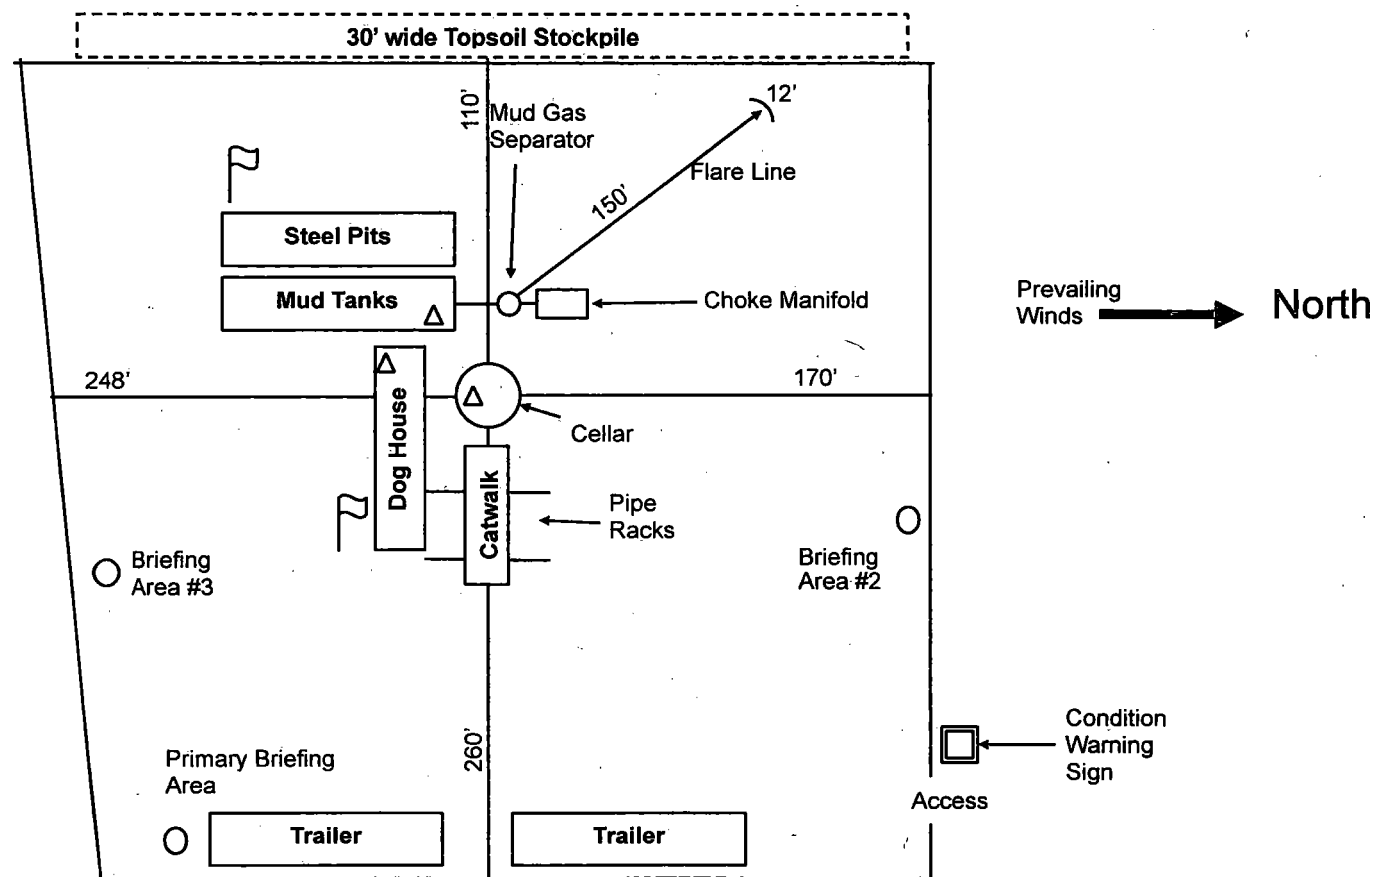 30' wide Topsoil Stockpile
110'
Mud Gas
Separator
12'
Flare Line
150'
Steel Pits
Mud Tanks
Choke Manifold
Prevailing
Winds
North
248'
170'
Dog House
Cellar
Catwalk
Pipe
Racks
Briefing
Area #3
Briefing
Area #2
260'
Condition
Warning
Sign
Primary Briefing
Area
Access
Trailer
Trailer